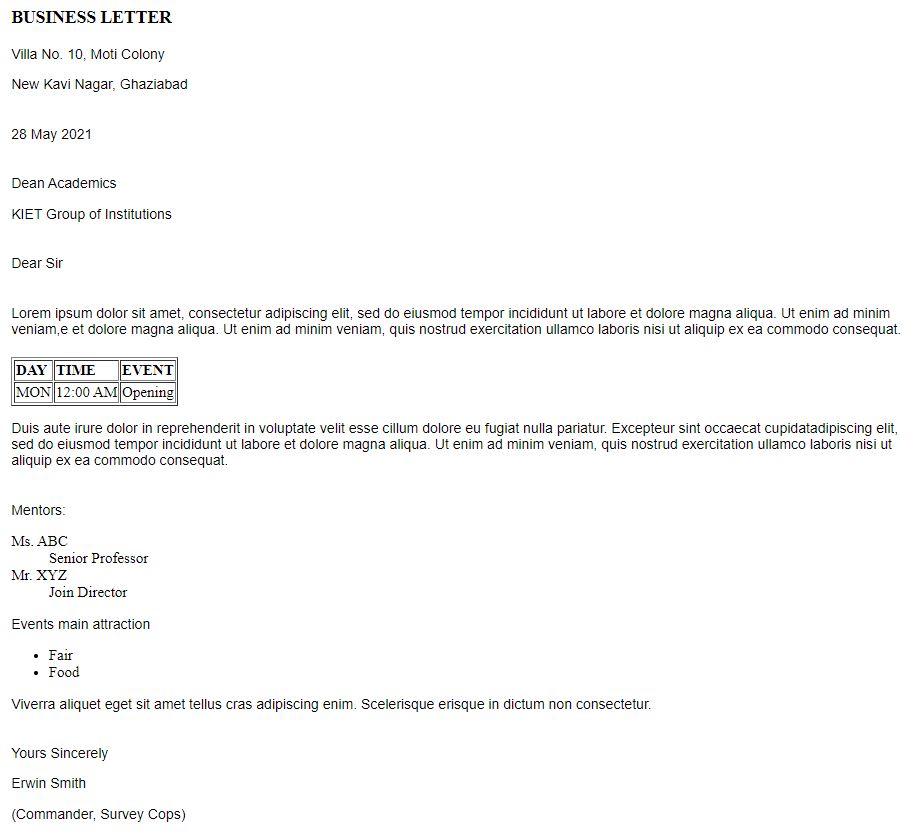 BUSINESS LETTER
Villa No. 10, Moti Colony
New Kavi Nagar, Ghaziabad
28 May 2021
Dean Academics
KIET Group of Institutions
Dear Sir
Lorem ipsum dolor sit amet, consectetur adipiscing elit, sed do eiusmod tempor incididunt ut labore et dolore magna aliqua. Ut enim ad minim
veniam,e et dolore magna aliqua. Ut enim ad minim veniam, quis nostrud exercitation ullamco laboris nisi ut aliquip ex ea commodo consequat.
DAY TIME EVENT
MON 12:00 AM Opening
Duis aute irure dolor in reprehenderit in voluptate velit esse cillum dolore eu fugiat nulla pariatur. Excepteur sint occaecat cupidatadipiscing elit,
sed do eiusmod tempor incididunt ut labore et dolore magna aliqua. Ut enim ad minim veniam, quis nostrud exercitation ullamco laboris nisi ut
aliquip ex ea commodo consequat.
Mentors:
Ms. ABC
Senior Professor
Mr. XYZ
Join Director
Events main attraction
• Fair
• Food
Viverra aliquet eget sit amet tellus cras adipiscing enim. Scelerisque erisque in dictum non consectetur.
Yours Sincerely
Erwin Smith
(Commander, Survey Cops)